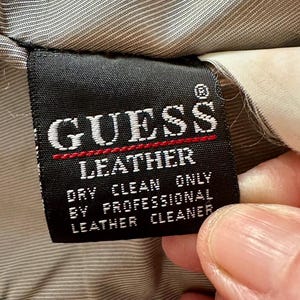 GUESS®
LEATHER
DRY CLEAN ONLY
BY PROFESSIONAL
LEATHER CLEANER